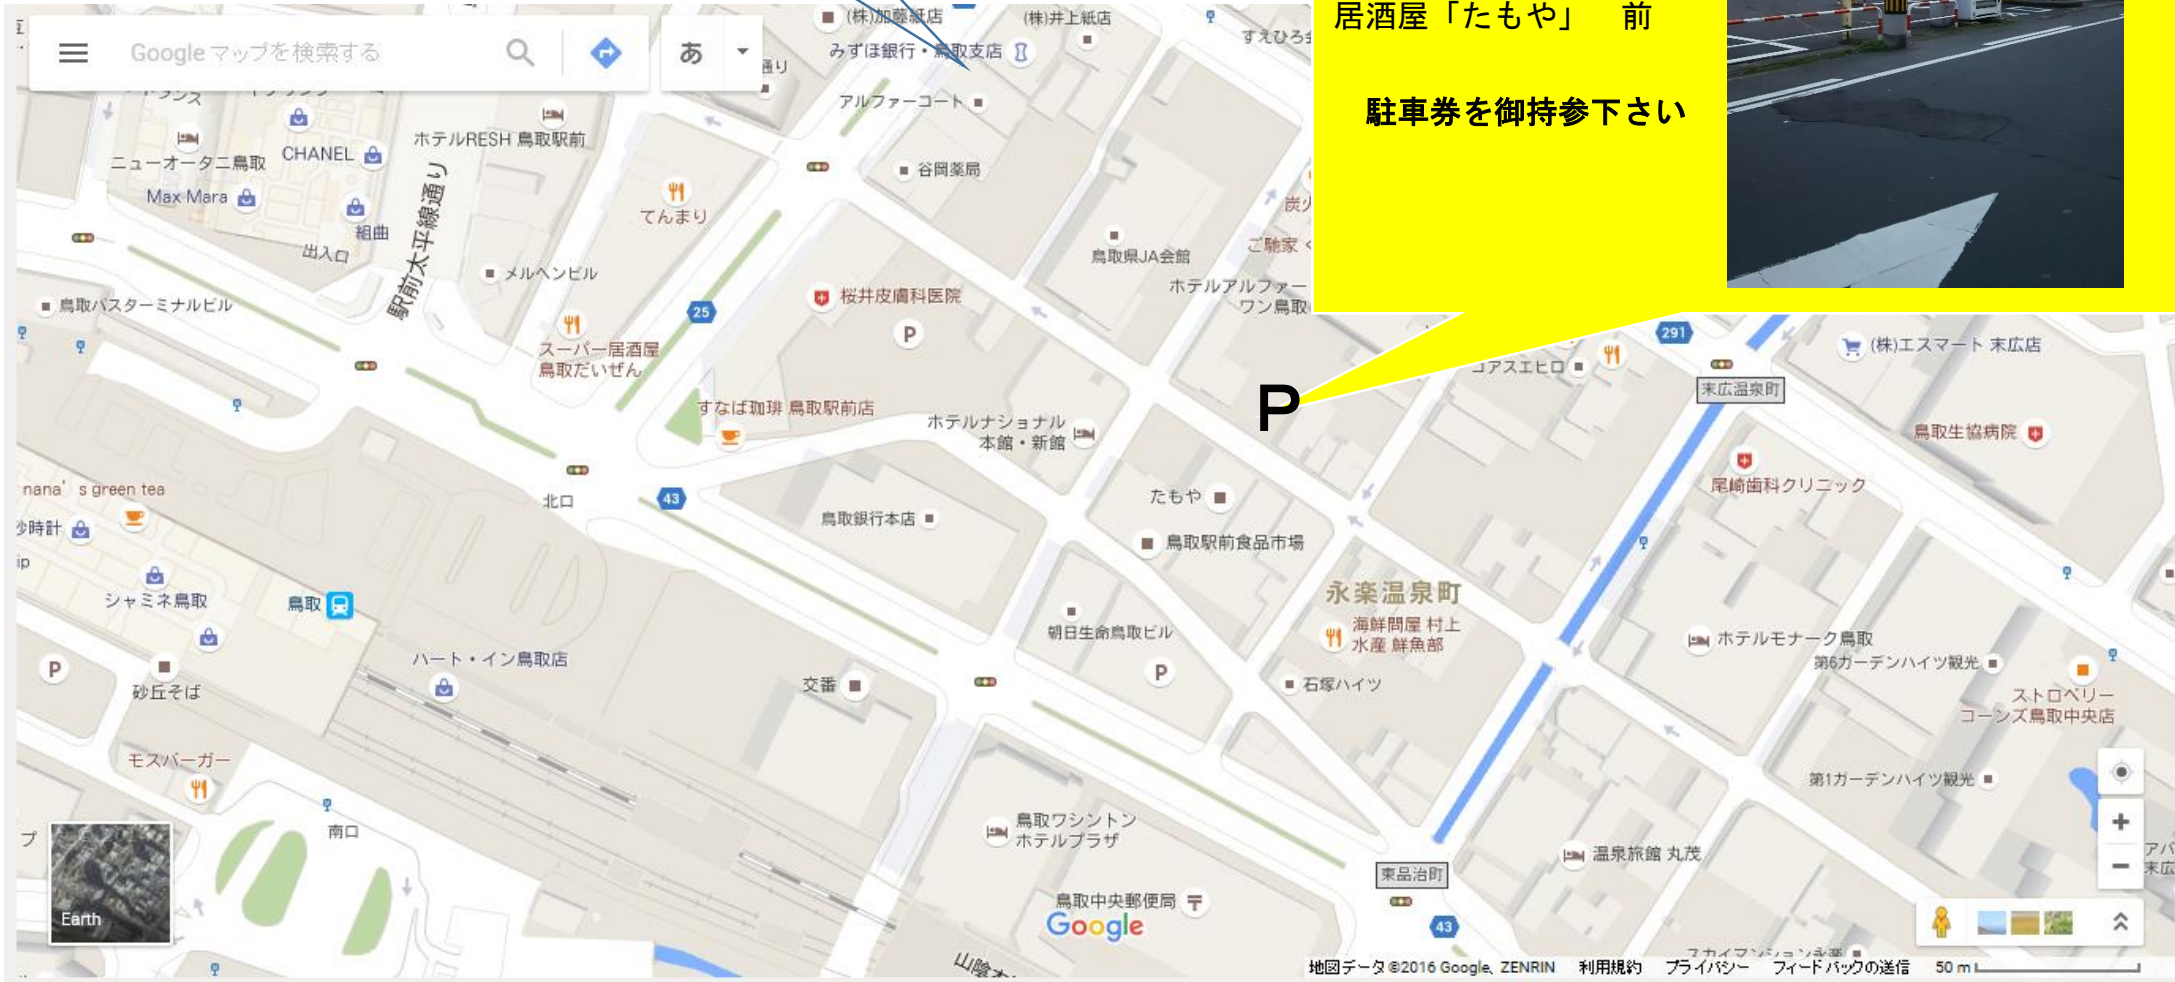 居酒屋「たもや」　前
駐車券を御持参下さい
Google マップを検索する
あ
(株)加藤紙店
(株)井上紙店
みずほ銀行・鳥取支店
アルファーコート
通り
ニューオータニ鳥取
CHANEL
Max Mara
組曲
出入口
ホテルRESH 鳥取駅前
駅前太平線通り
てんまり
谷岡薬局
鳥取県JA会館
ご馳家
ホテルアルファー
ワン鳥取
メルヘンビル
鳥取バスターミナルビル
25
桜井皮膚科医院
P
スーパー居酒屋
鳥取だいぜん
すなば珈琲 鳥取駅前店
ホテルナショナル
本館・新館
P
コアスエヒロ
291
(株)エスマート 末広店
末広温泉町
鳥取生協病院
尾崎歯科クリニック
nana's green tea
砂時計
北口
43
鳥取銀行本店
たもや
鳥取駅前食品市場
シャミネ鳥取
鳥取
永楽温泉町
海鮮問屋 村上
水産 鮮魚部
朝日生命鳥取ビル
P
石塚ハイツ
ホテルモナーク鳥取
第6ガーデンハイツ観光
ストロベリー
コーンズ鳥取中央店
P
砂丘そば
ハート・イン鳥取店
交番
モスバーガー
南口
第1ガーデンハイツ観光
鳥取ワシントン
ホテルプラザ
温泉旅館 丸茂
東品治町
鳥取中央郵便局
43
Earth
Google
地図データ ©2016 Google, ZENRIN　利用規約　プライバシー　フィードバックの送信　50 m